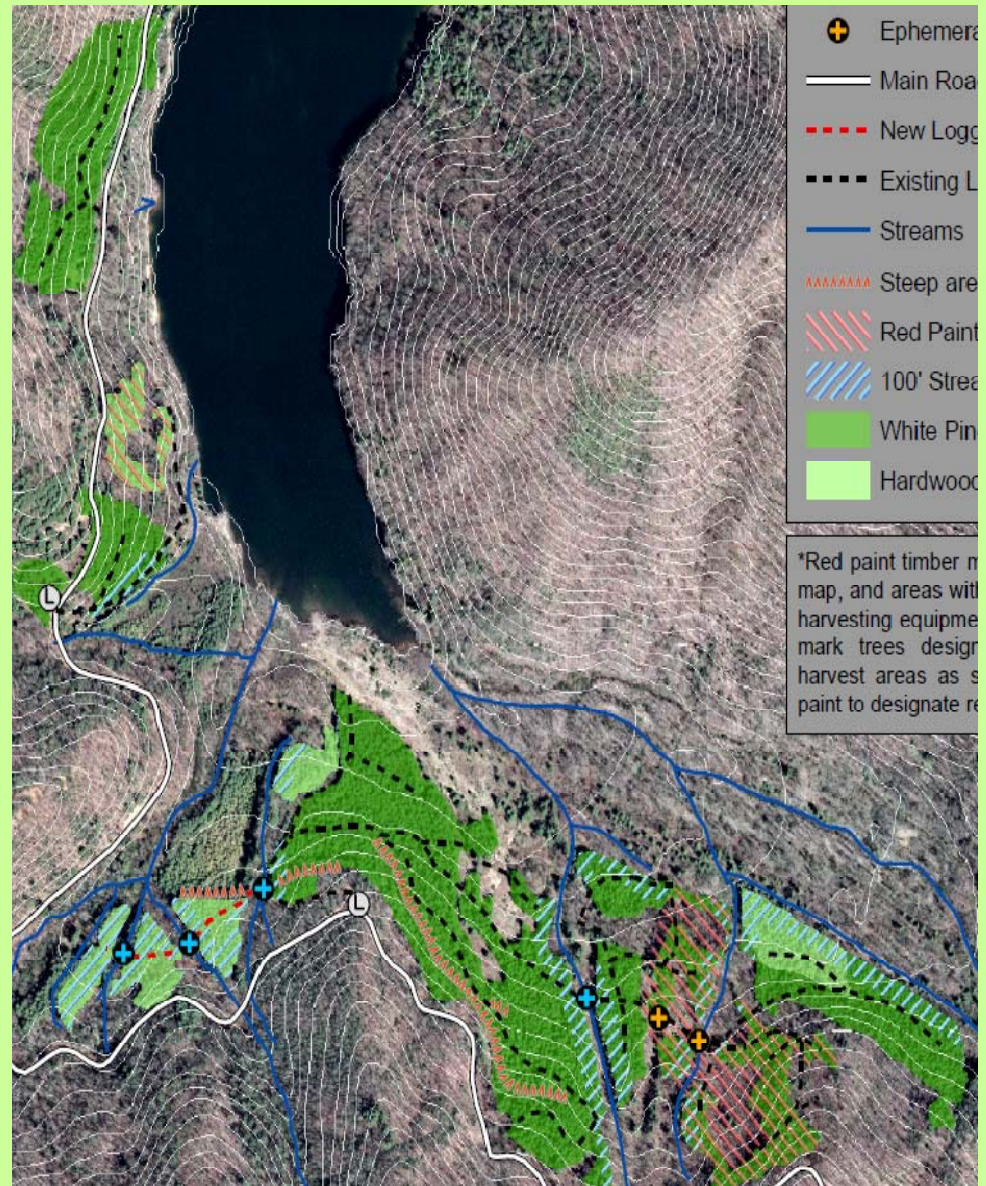 Ephemera
Main Roa
New Logg
Existing L
Streams
Steep are
Red Paint
100' Strea
White Pin
Hardwood
*Red paint timber m
map, and areas with
harvesting equipme
mark trees design
harvest areas as s
paint to designate re
L
L